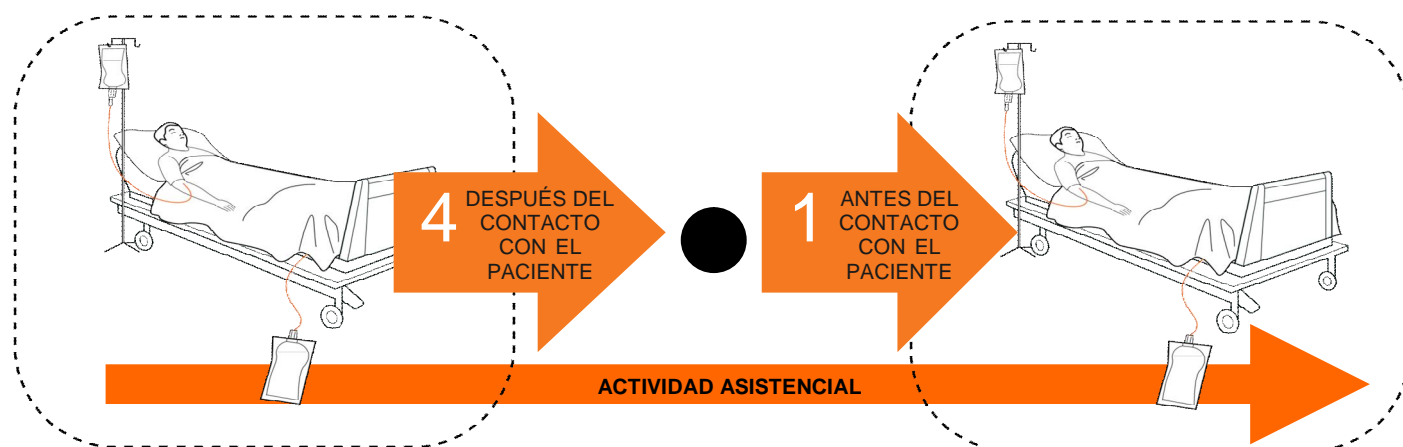 4
DESPUÉS DEL
CONTACTO
CON EL
PACIENTE
1
ANTES DEL
CONTACTO
CON EL
PACIENTE
ACTIVIDAD ASISTENCIAL